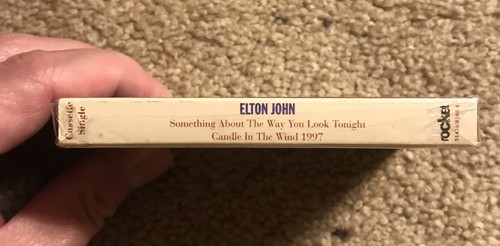 Cassette
Single
ELTON JOHN
Something About The Way You Look Tonight
Candle In The Wind 1997
rocket